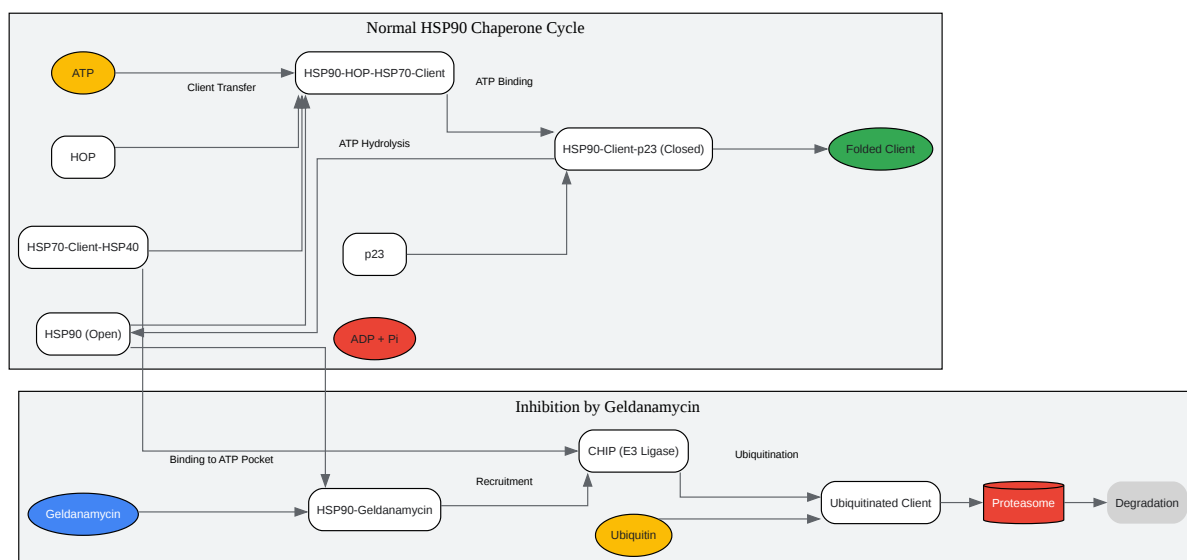 Normal HSP90 Chaperone Cycle
ATP
Client Transfer
HSP90-HOP-HSP70-Client
ATP Binding
HOP
ATP Hydrolysis
HSP90-Client-p23 (Closed)
Folded Client
HSP70-Client-HSP40
p23
HSP90 (Open)
ADP + Pi
Inhibition by Geldanamycin
Binding to ATP Pocket
CHIP (E3 Ligase)
Ubiquitination
Recruitment
Geldanamycin
HSP90-Geldanamycin
Ubiquitin
Ubiquitinated Client
Proteasome
Degradation